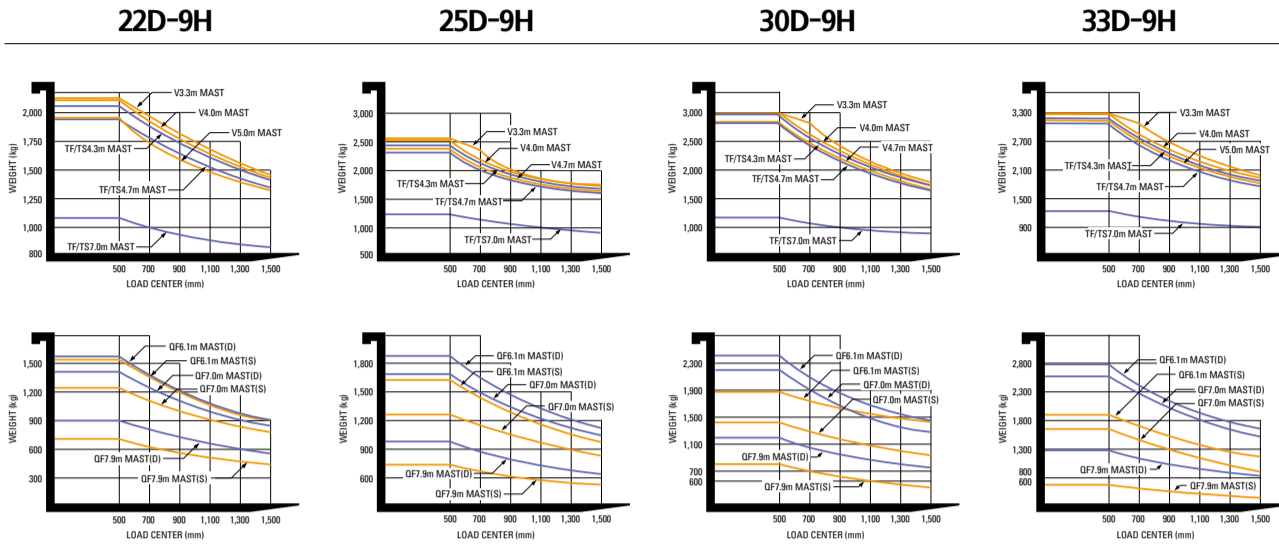 22D-9H
25D-9H
30D-9H
33D-9H
WEIGHT (kg)
2,000
1,750
1,500
1,250
1,000
800
V3.3m MAST
V4.0m MAST
V5.0m MAST
TF/TS4.3m MAST
TF/TS4.7m MAST
TF/TS7.0m MAST
500 700 900 1,100 1,300 1,500
LOAD CENTER (mm)
WEIGHT (kg)
3,000
2,500
2,000
1,500
1,000
500
V3.3m MAST
V4.0m MAST
V4.7m MAST
TF/TS4.3m MAST
TF/TS4.7m MAST
TF/TS7.0m MAST
500 700 900 1,100 1,300 1,500
LOAD CENTER (mm)
WEIGHT (kg)
3,000
2,500
2,000
1,500
1,000
500
V3.3m MAST
V4.0m MAST
V4.7m MAST
TF/TS4.3m MAST
TF/TS4.7m MAST
TF/TS7.0m MAST
500 700 900 1,100 1,300 1,500
LOAD CENTER (mm)
WEIGHT (kg)
3,300
2,700
2,100
1,500
900
V3.3m MAST
V4.0m MAST
V5.0m MAST
TF/TS4.3m MAST
TF/TS4.7m MAST
TF/TS7.0m MAST
500 700 900 1,100 1,300 1,500
LOAD CENTER (mm)
WEIGHT (kg)
1,500
1,200
900
600
300
QF6.1m MAST(D)
QF6.1m MAST(S)
QF7.0m MAST(D)
QF7.0m MAST(S)
QF7.9m MAST(D)
QF7.9m MAST(S)
500 700 900 1,100 1,300 1,500
LOAD CENTER (mm)
WEIGHT (kg)
1,800
1,500
1,200
900
600
QF6.1m MAST(D)
QF6.1m MAST(S)
QF7.0m MAST(D)
QF7.0m MAST(S)
QF7.9m MAST(D)
QF7.9m MAST(S)
500 700 900 1,100 1,300 1,500
LOAD CENTER (mm)
WEIGHT (kg)
2,300
1,900
1,500
1,100
700
600
QF6.1m MAST(D)
QF6.1m MAST(S)
QF7.0m MAST(D)
QF7.0m MAST(S)
QF7.9m MAST(D)
QF7.9m MAST(S)
500 700 900 1,100 1,300 1,500
LOAD CENTER (mm)
WEIGHT (kg)
2,800
2,300
1,800
1,300
800
600
QF6.1m MAST(D)
QF6.1m MAST(S)
QF7.0m MAST(D)
QF7.0m MAST(S)
QF7.9m MAST(D)
QF7.9m MAST(S)
500 700 900 1,100 1,300 1,500
LOAD CENTER (mm)